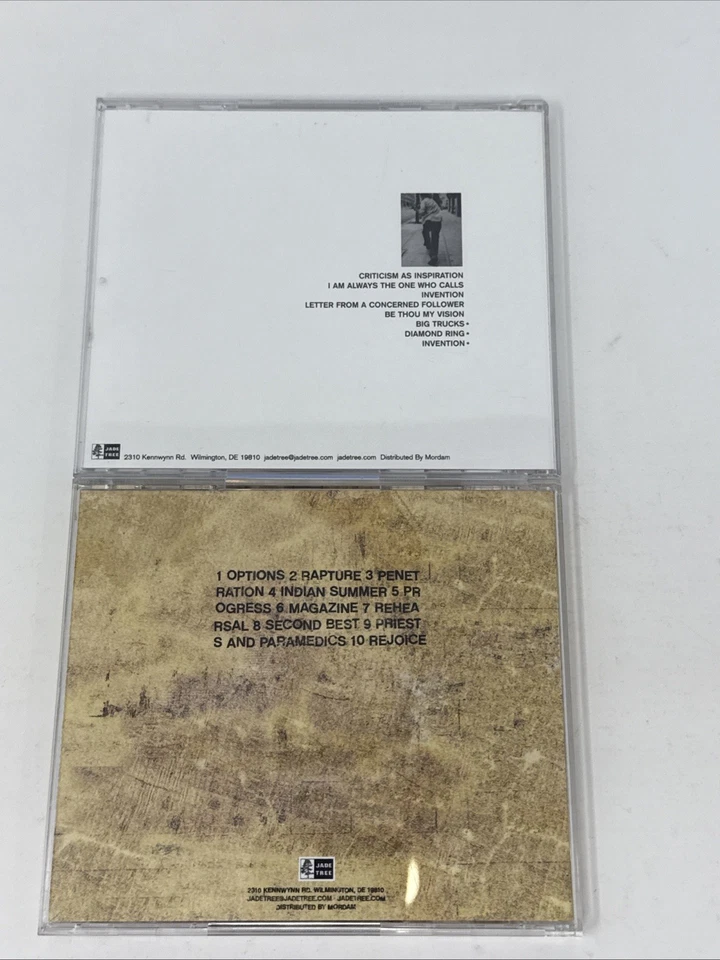 CRITICISM AS INSPIRATION
I AM ALWAYS THE ONE WHO CALLS
INVENTION
LETTER FROM A CONCERNED FOLLOWER
BE THOU MY VISION
BIG TRUCKS•
DIAMOND RING•
INVENTION•
JADE
TREE
2310 Kennwynn Rd. Wilmington, DE 19810 jadetree@jadetree.com jadetree.com Distributed By Mordam
1 OPTIONS 2 RAPTURE 3 PENET
RATION 4 INDIAN SUMMER 5 PR
OGRESS 6 MAGAZINE 7 REHEA
RSAL 8 SECOND BEST 9 PRIEST
S AND PARAMEDICS 10 REJOICE
JADE
TREE
2310 KENNWYNN RD. WILMINGTON, DE 19810
JADETREE@JADETREE.COM · JADETREE.COM
DISTRIBUTED BY MORDAM